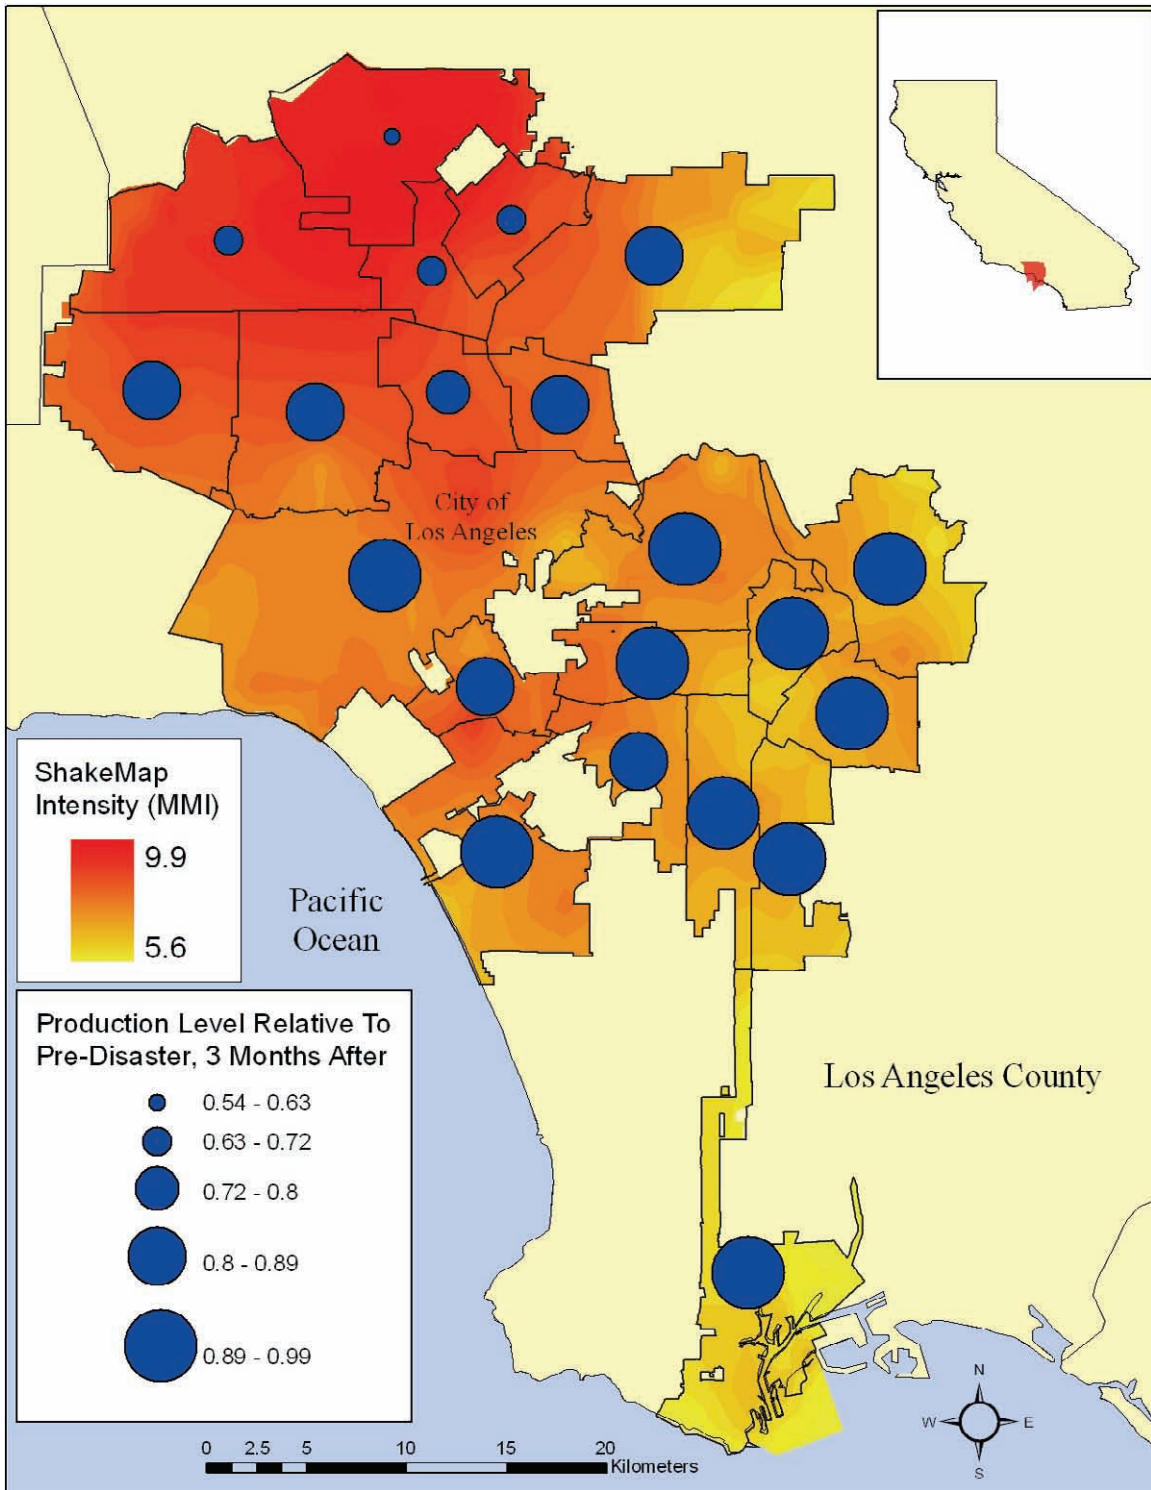 City of
Los Angeles
ShakeMap
Intensity (MMI)
9.9
5.6
Pacific
Ocean
Production Level Relative To
Pre-Disaster, 3 Months After
0.54 - 0.63
0.63 - 0.72
0.72 - 0.8
0.8 - 0.89
0.89 - 0.99
Los Angeles County
N
W E
S
0 2.5 5 10 15 20
Kilometers